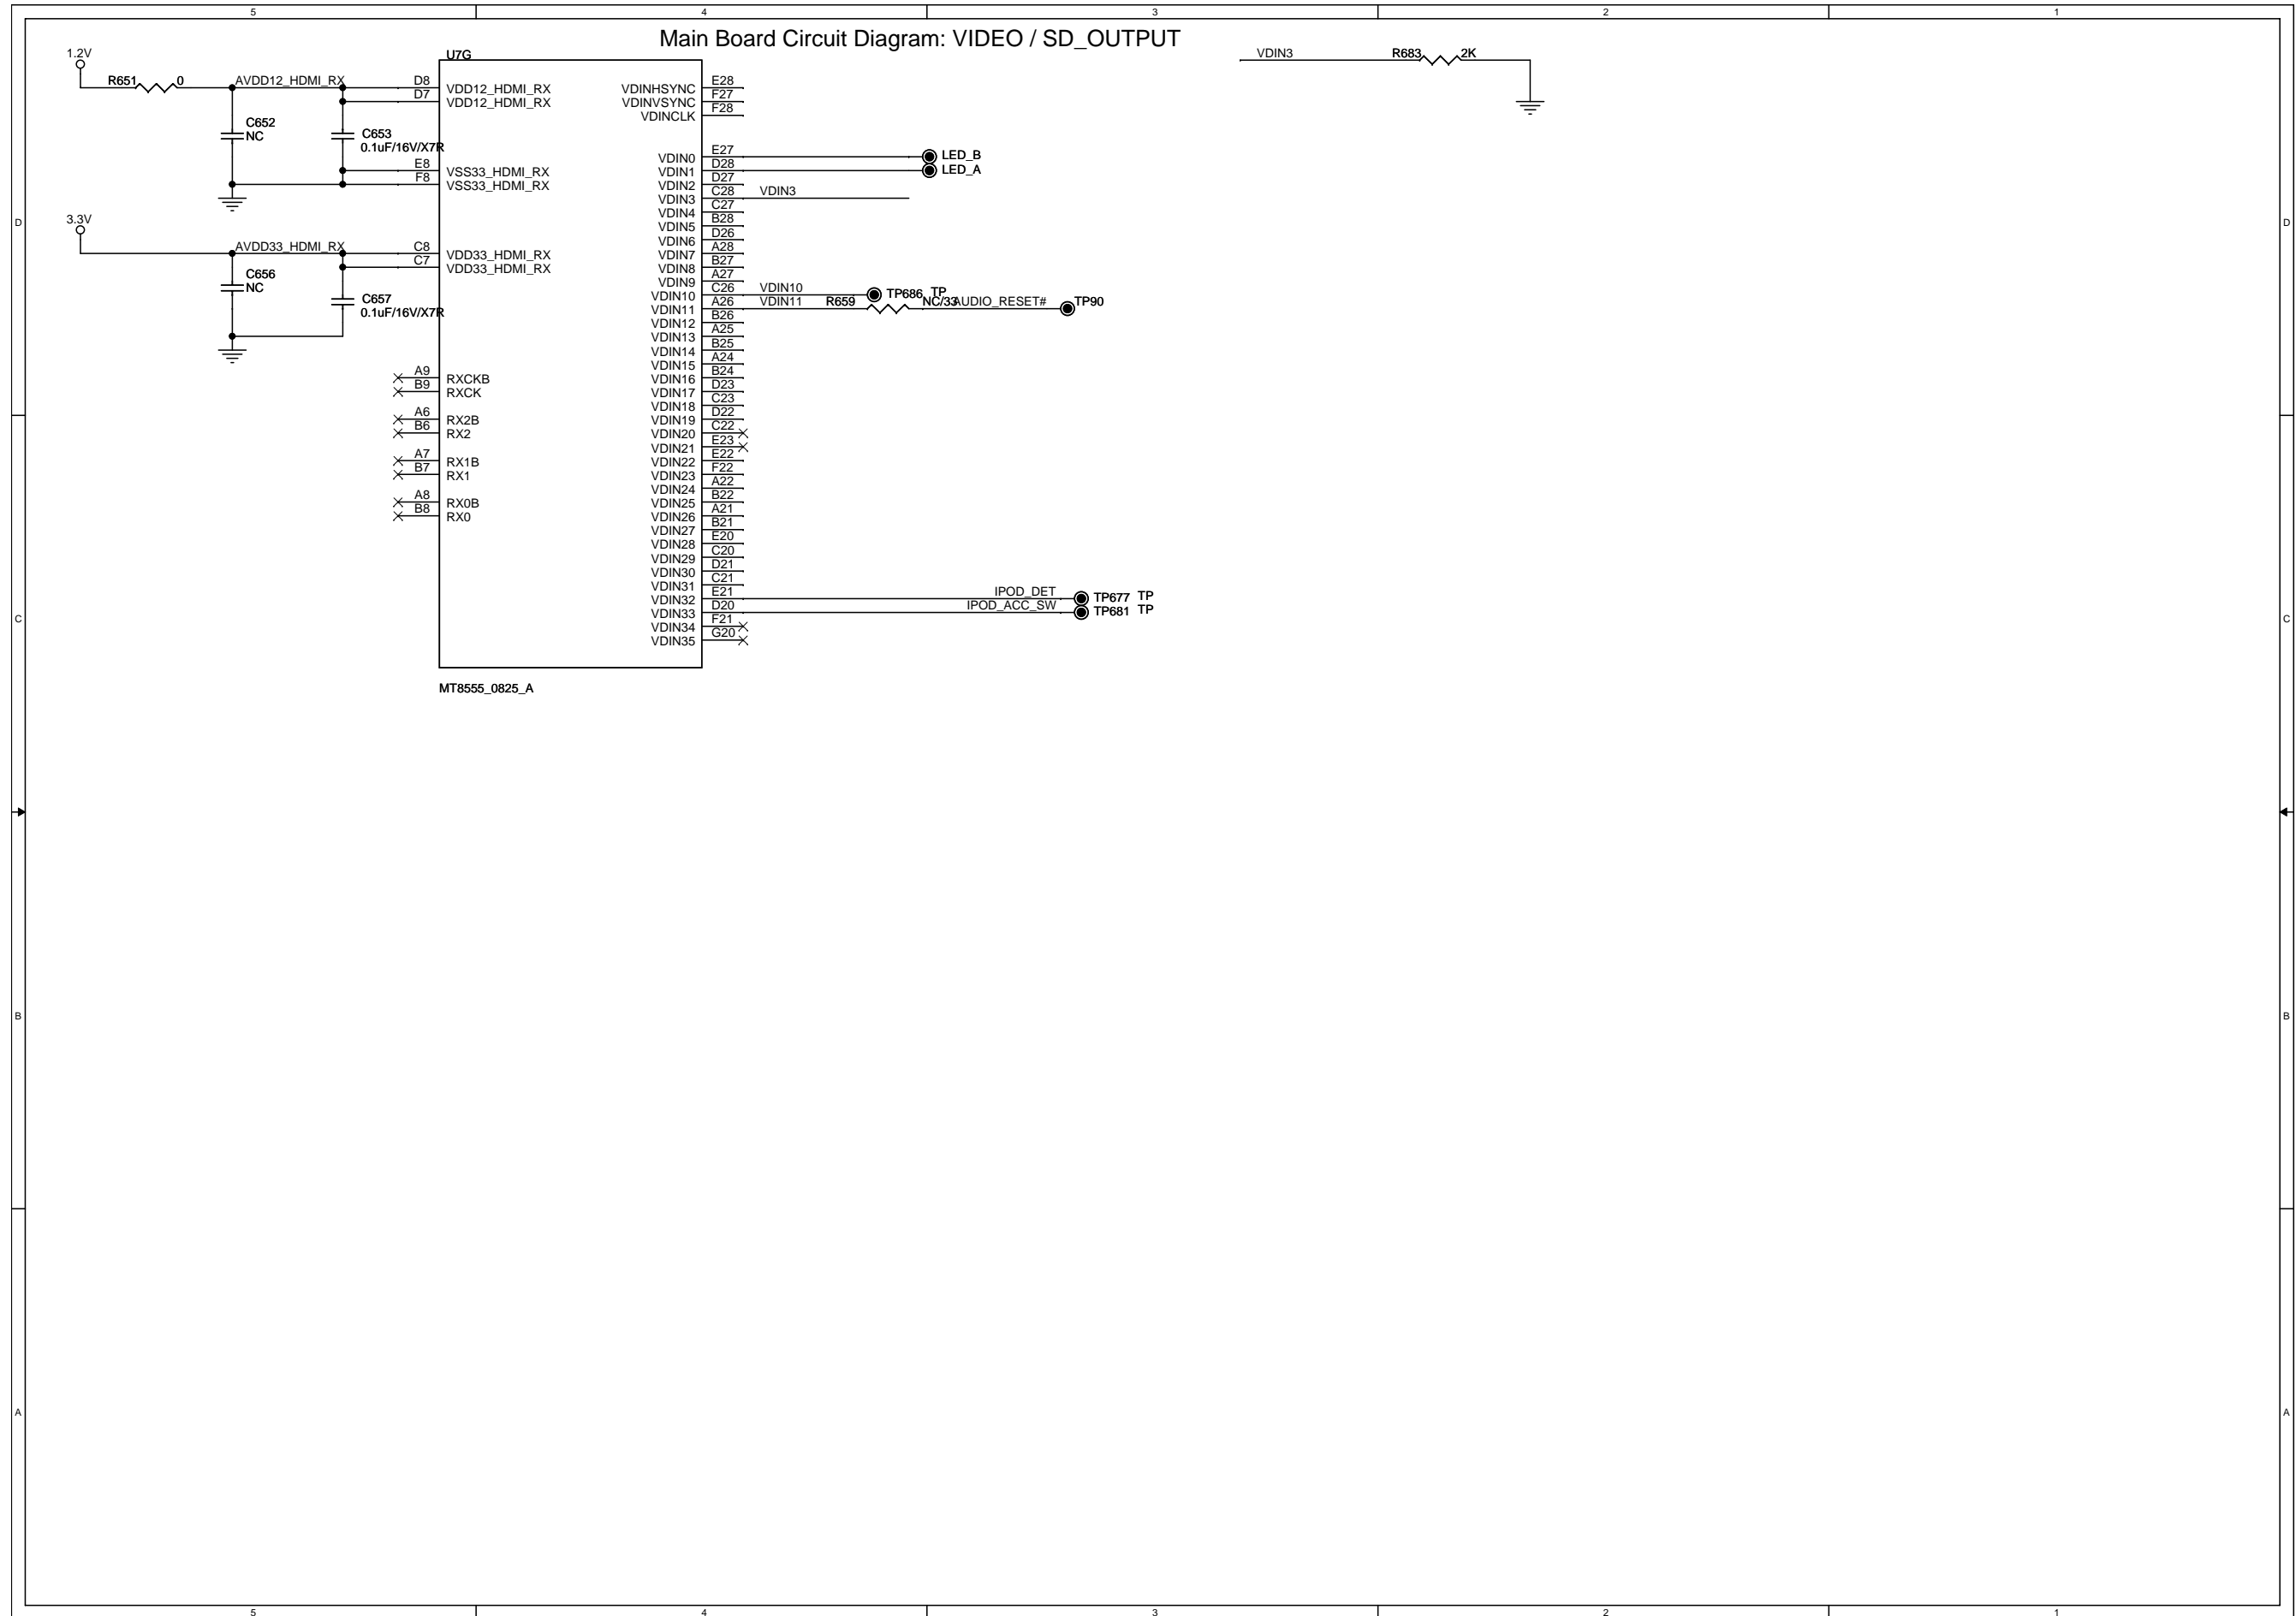 5 4 3 2 1
Main Board Circuit Diagram: VIDEO / SD_OUTPUT
1.2V
R651 0
AVDD12_HDMI_RX
C652
NC
C653
0.1uF/16V/X7R
3.3V
AVDD33_HDMI_RX
C656
NC
C657
0.1uF/16V/X7R
U7G
D8 VDD12_HDMI_RX
D7 VDD12_HDMI_RX
E8 VSS33_HDMI_RX
F8 VSS33_HDMI_RX
C8 VDD33_HDMI_RX
C7 VDD33_HDMI_RX
A9 RXCKB
B9 RXCK
A6 RX2B
B6 RX2
A7 RX1B
B7 RX1
A8 RX0B
B8 RX0
VDINHSYNC E28
VDINVSYNC F27
VDINCLK F28
VDIN0 E27 LED_B
VDIN1 D28 LED_A
VDIN2 D27
VDIN3 C28 VDIN3
VDIN4 C27
VDIN5 B28
VDIN6 D26
VDIN7 A28
VDIN8 B27
VDIN9 A27
VDIN10 C26 VDIN10 TP686 TP
VDIN11 A26 VDIN11 R659 NC/33 AUDIO_RESET# TP90
VDIN12 B26
VDIN13 A25
VDIN14 B25
VDIN15 A24
VDIN16 B24
VDIN17 D23
VDIN18 C23
VDIN19 D22
VDIN20 C22
VDIN21 E23
VDIN22 E22
VDIN23 F22
VDIN24 A22
VDIN25 B22
VDIN26 A21
VDIN27 B21
VDIN28 E20
VDIN29 C20
VDIN30 D21
VDIN31 C21
VDIN32 E21 IPOD_DET TP677 TP
VDIN33 D20 IPOD_ACC_SW TP681 TP
VDIN34 F21
VDIN35 G20
MT8555_0825_A
VDIN3 R683 2K
D D
C C
B B
A A
5 4 3 2 1